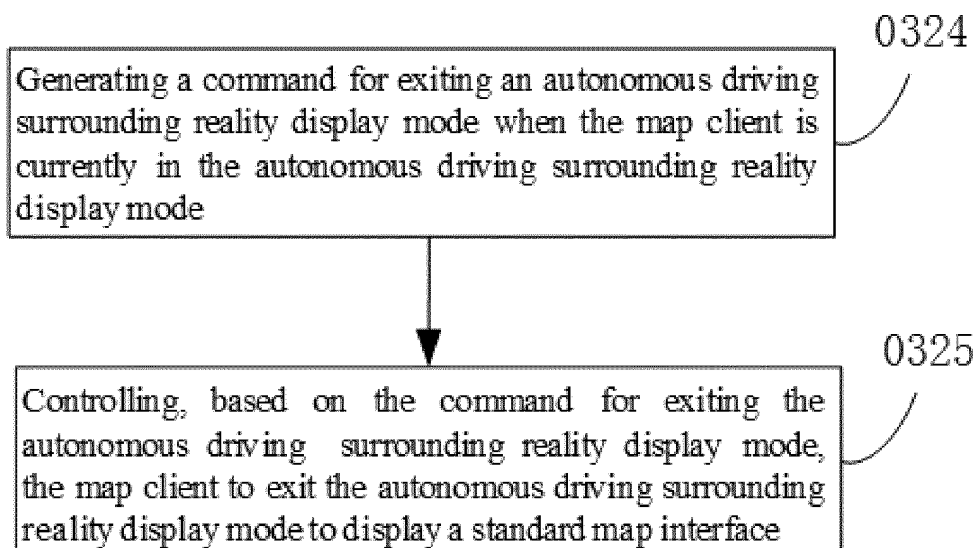 0324
Generating a command for exiting an autonomous driving
surrounding reality display mode when the map client is
currently in the autonomous driving surrounding reality
display mode
0325
Controlling, based on the command for exiting the
autonomous driving surrounding reality display mode,
the map client to exit the autonomous driving surrounding
reality display mode to display a standard map interface